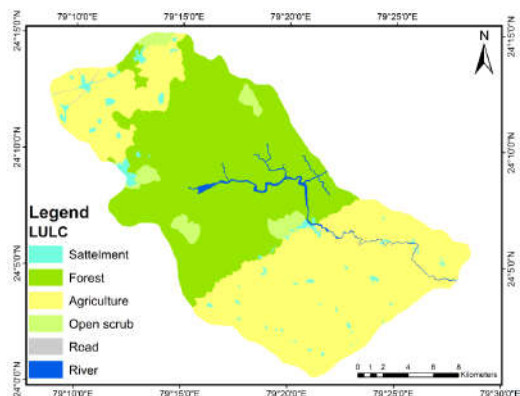 79°10'0"E 79°15'0"E 79°20'0"E 79°25'0"E
24°15'0"N 24°15'0"N
N
24°10'0"N 24°10'0"N
Legend
LULC
Sattelment
Forest
Agriculture
Open scrub
Road
River
24°5'0"N 24°5'0"N
0 1 2 4 6 8
Kilometers
24°0'0"N
79°10'0"E 79°15'0"E 79°20'0"E 79°25'0"E 79°30'0"E